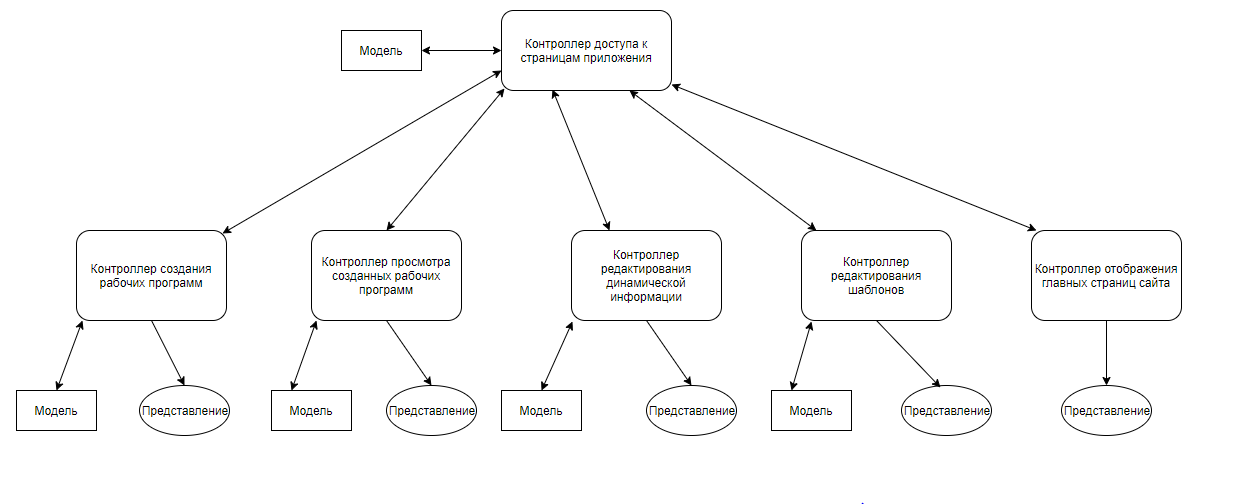 Модель
Контроллер доступа к
страницам приложения
Контроллер создания
рабочих программ
Контроллер просмотра
созданных рабочих
программ
Контроллер
редактирования
динамической
информации
Контроллер
редактирования
шаблонов
Контроллер отображения
главных страниц сайта
Модель
Представление
Модель
Представление
Модель
Представление
Модель
Представление
Представление